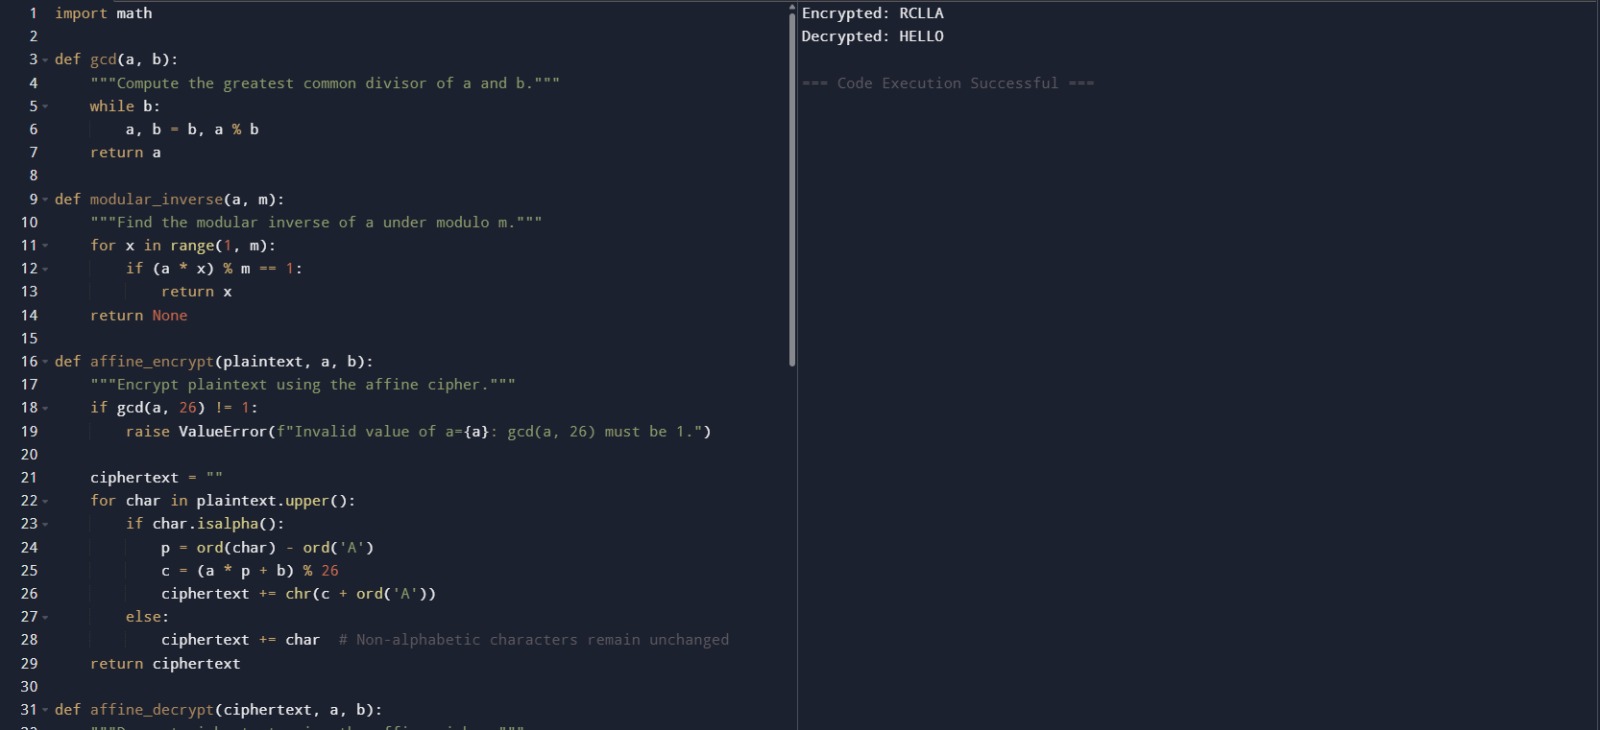 1 import math
2
3 def gcd(a, b):
4     """Compute the greatest common divisor of a and b."""
5     while b:
6         a, b = b, a % b
7     return a
8
9 def modular_inverse(a, m):
10     """Find the modular inverse of a under modulo m."""
11     for x in range(1, m):
12         if (a * x) % m == 1:
13             return x
14     return None
15
16 def affine_encrypt(plaintext, a, b):
17     """Encrypt plaintext using the affine cipher."""
18     if gcd(a, 26) != 1:
19         raise ValueError(f"Invalid value of a={a}: gcd(a, 26) must be 1.")
20
21     ciphertext = ""
22     for char in plaintext.upper():
23         if char.isalpha():
24             p = ord(char) - ord('A')
25             c = (a * p + b) % 26
26             ciphertext += chr(c + ord('A'))
27         else:
28             ciphertext += char  # Non-alphabetic characters remain unchanged
29     return ciphertext
30
31 def affine_decrypt(ciphertext, a, b):
Encrypted: RCLLA
Decrypted: HELLO
=== Code Execution Successful ===